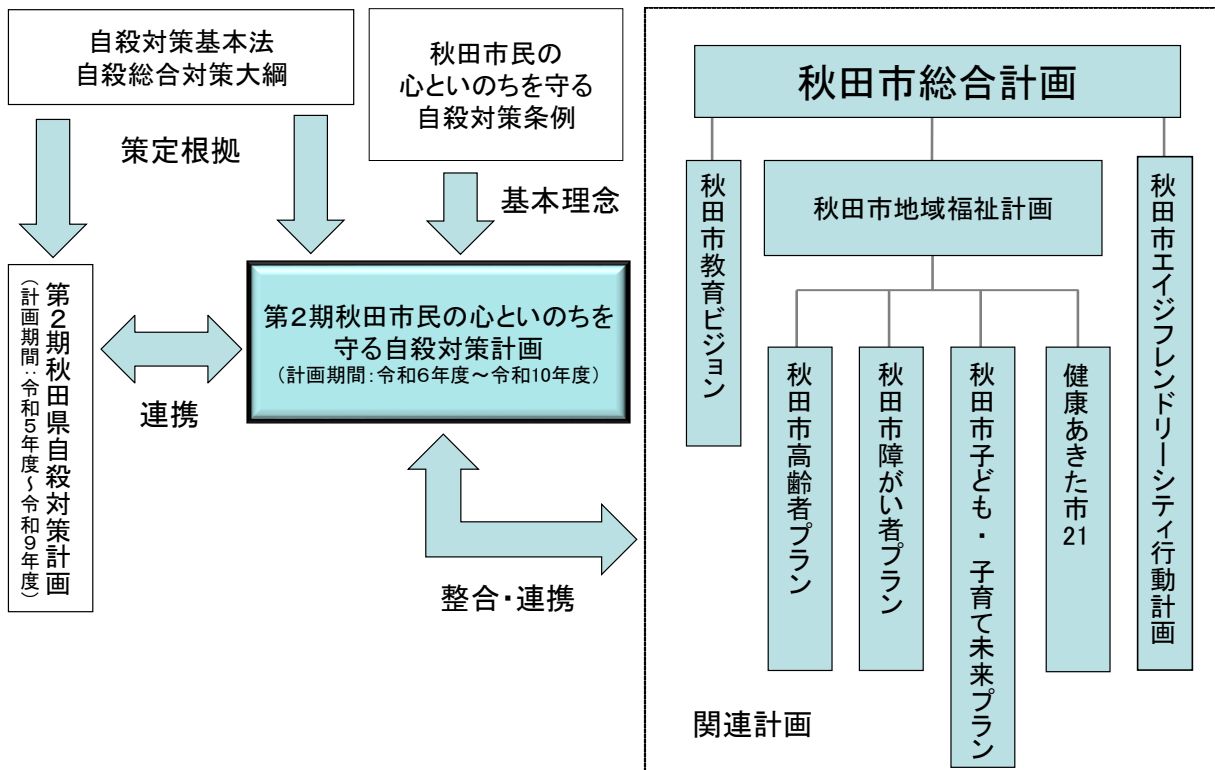 自殺対策基本法
自殺総合対策大綱
秋田市民の
心といのちを守る
自殺対策条例
策定根拠
基本理念
第2期秋田県自殺対策計画
(計画期間:令和5年度~令和9年度)
連携
第2期秋田市民の心といのちを
守る自殺対策計画
(計画期間:令和6年度~令和10年度)
整合・連携
秋田市総合計画
秋田市教育ビジョン
秋田市地域福祉計画
秋田市エイジフレンドリーシティ行動計画
秋田市高齢者プラン
秋田市障がい者プラン
秋田市子ども・子育て未来プラン
健康あきた市
21
関連計画